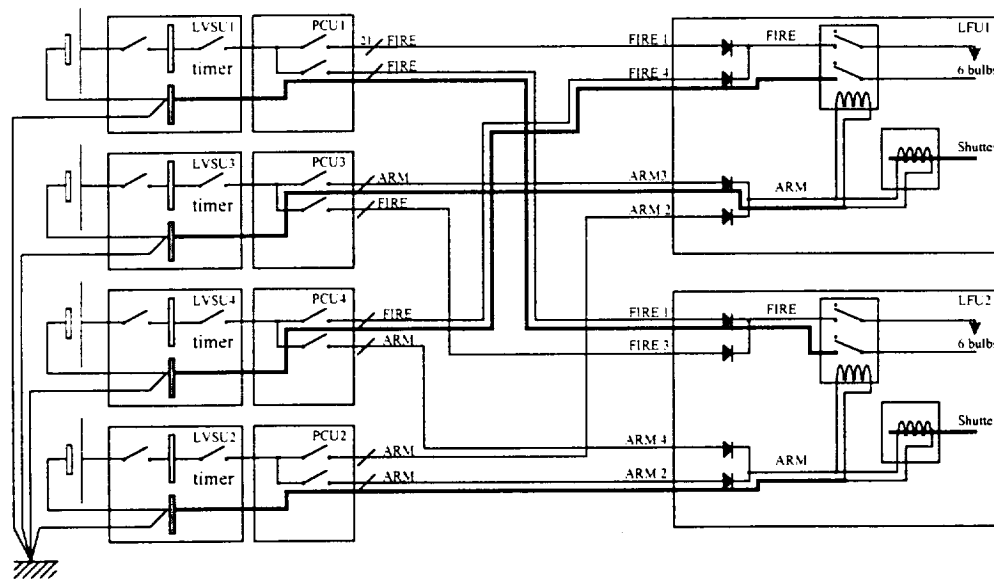 LVSU1
timer
PCU1
21 FIRE
FIRE
FIRE 1
FIRE 4
FIRE
LFU1
6 bulbs
Shutte
LVSU3
timer
PCU3
ARM
FIRE
ARM3
ARM 2
ARM
LVSU4
timer
PCU4
FIRE
ARM
FIRE 1
FIRE 3
FIRE
LFU2
6 bulbs
Shutte
LVSU2
timer
PCU2
ARM
ARM
ARM 4
ARM 2
ARM